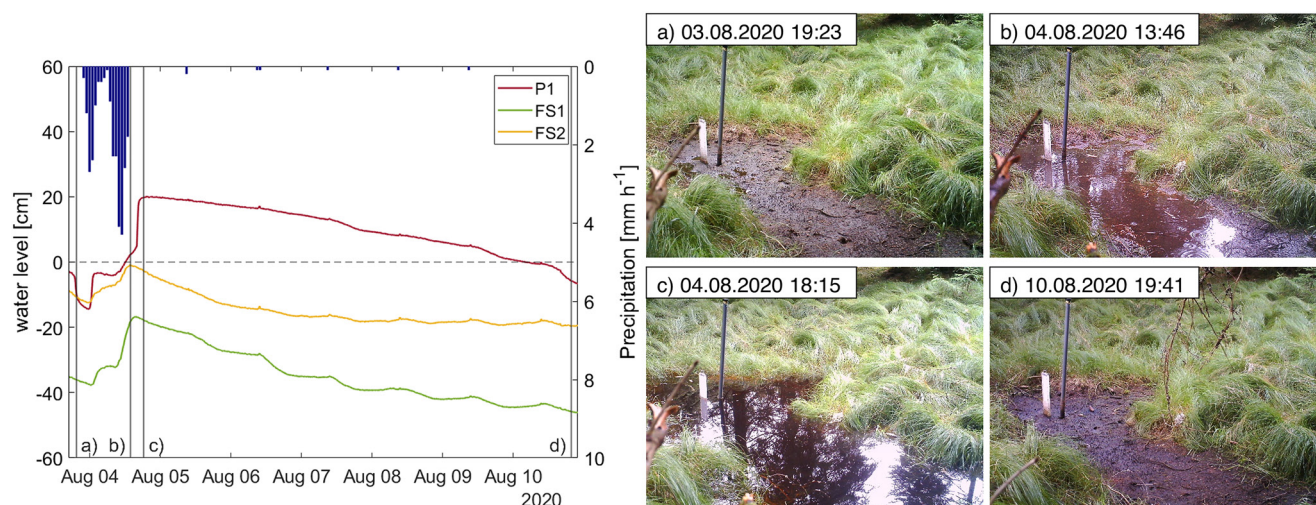 60
40
20
0
-20
-40
-60
water level [cm]
0
2
4
6
8
10
Precipitation [mm h⁻¹]
P1
FS1
FS2
a) b) c) d)
Aug 04 Aug 05 Aug 06 Aug 07 Aug 08 Aug 09 Aug 10
2020
a) 03.08.2020 19:23
b) 04.08.2020 13:46
c) 04.08.2020 18:15
d) 10.08.2020 19:41